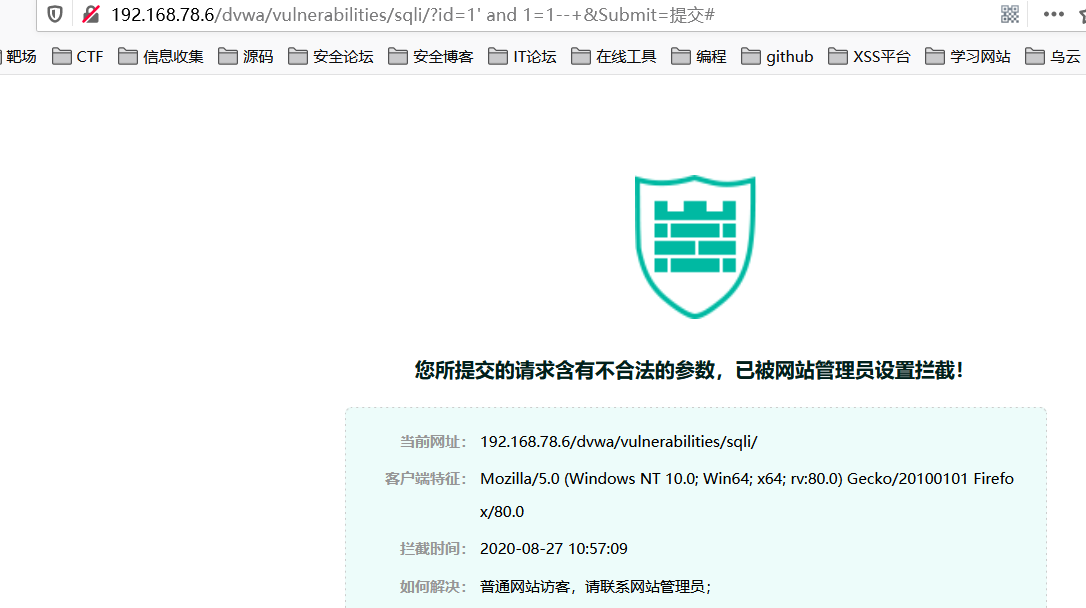 192.168.78.6/dvwa/vulnerabilities/sqli/?id=1' and 1=1--+&Submit=提交#
靶场 CTF 信息收集 源码 安全论坛 安全博客 IT论坛 在线工具 编程 github XSS平台 学习网站 乌云
您所提交的请求含有不合法的参数，已被网站管理员设置拦截！
当前网址： 192.168.78.6/dvwa/vulnerabilities/sqli/
客户端特征： Mozilla/5.0 (Windows NT 10.0; Win64; x64; rv:80.0) Gecko/20100101 Firefo
x/80.0
拦截时间： 2020-08-27 10:57:09
如何解决： 普通网站访客，请联系网站管理员；